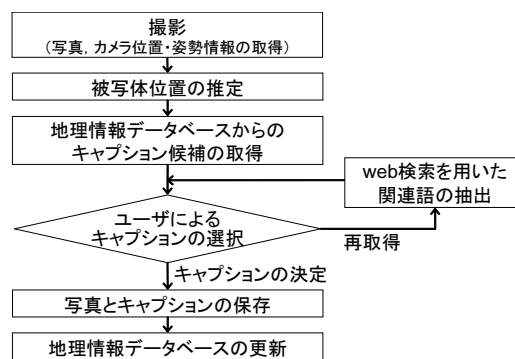 撮影
(写真, カメラ位置・姿勢情報の取得)
被写体位置の推定
地理情報データベースからの
キャプション候補の取得
web検索を用いた
関連語の抽出
ユーザによる
キャプションの選択
再取得
キャプションの決定
写真とキャプションの保存
地理情報データベースの更新